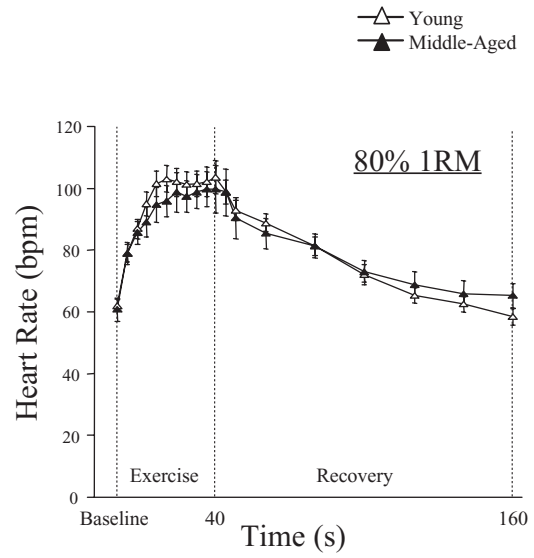 Young
Middle-Aged
120
80% 1RM
100
80
60
40
20
0
Heart Rate (bpm)
Exercise
Recovery
Baseline
40
160
Time (s)